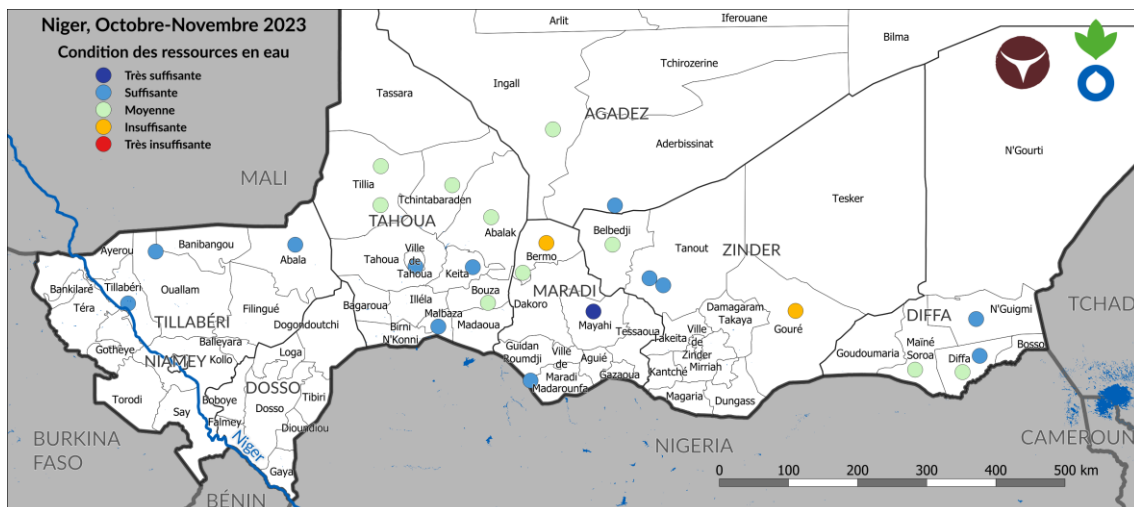 Niger, Octobre-Novembre 2023
Condition des ressources en eau
Très suffisante
Suffisante
Moyenne
Insuffisante
Très insuffisante
Arlit
Iferouane
Bilma
Ingall
Tchirozerine
Tassara
AGADEZ
Aderbissinat
N'Gourti
MALI
Tillia
Tchintabaraden
Tesker
TAHOUA
Abalak
Belbedji
Tanout
ZINDER
Ayerou
Banibangou
Abala
Tahoua
Ville
de
Tahoua
Keita
Bermo
Bankilaré
Tillabéri
Ouallam
Téra
Filingué
Bagaroua
Illéla
Bouza
Dakoro
MARADI
Damagaram
Takaya
Gouré
N'Guigmi
TCHAD
DIFFA
TILLABÉRI
Dogondoutchi
Malbaza
Madaoua
Mayahi
Tessaoua
Takeita
Ville
de
Zinder
Mirriah
Birni
N'Konni
Gotheye
Balleyara
NIAMEY
Kollo
Loga
Guidan
Roumdji
Ville
de
Maradi
Madarounfa
Aguié
Gazaoua
Kantché
Magaria
Dungass
Goudoumaria
Maïné
Soroa
Diffa
Bosso
DOSSO
Torodi
Say
Boboye
Tibiri
Dosso
Falmey
Dioundiou
Gaya
Niger
BURKINA
FASO
BÉNIN
NIGERIA
CAMEROUN
0 100 200 300 400 500 km